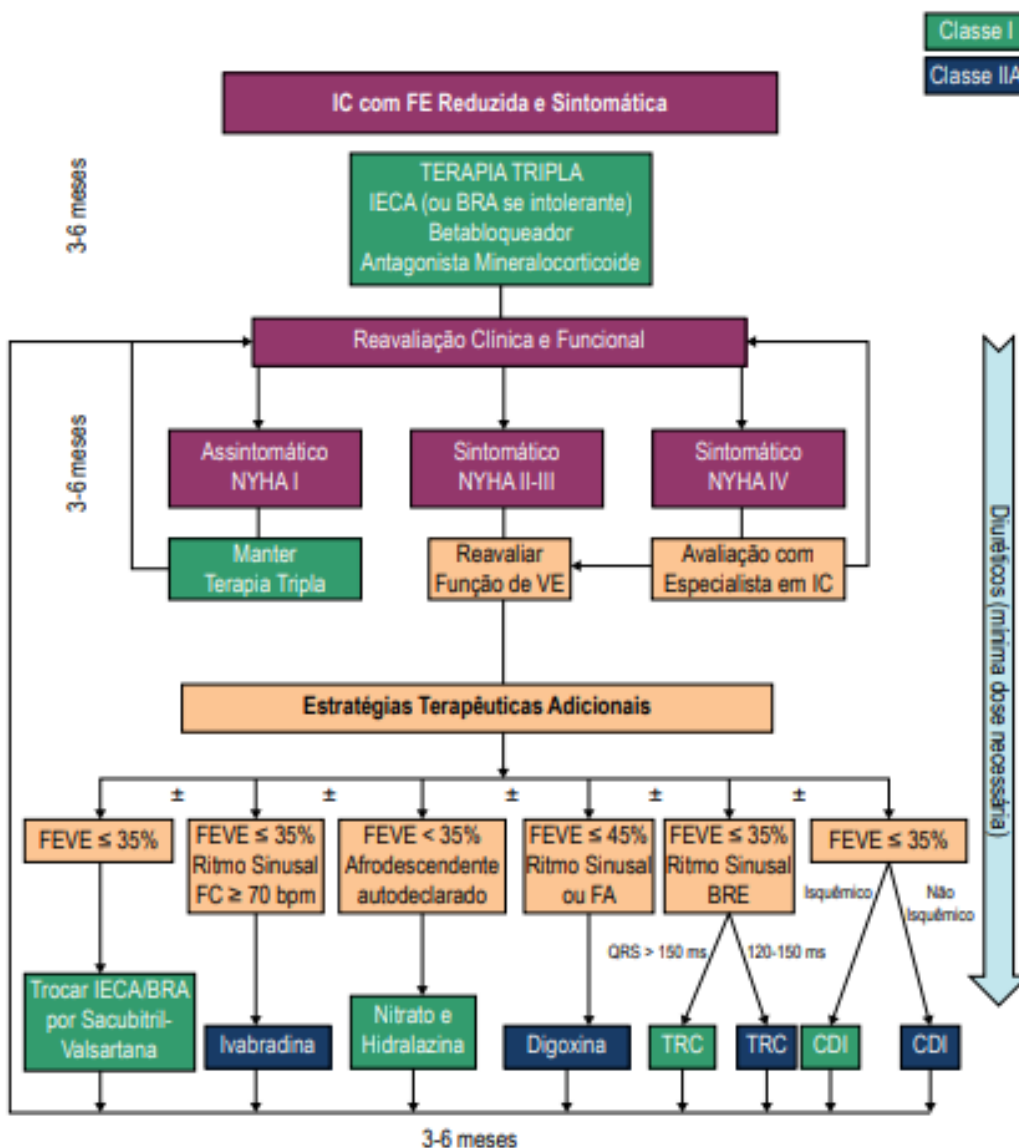 Classe I
Classe IIA
IC com FE Reduzida e Sintomática
3-6 meses
TERAPIA TRIPLA
IECA (ou BRA se intolerante)
Betabloqueador
Antagonista Mineralocorticoide
Reavaliação Clínica e Funcional
3-6 meses
Assintomático
NYHA I
Sintomático
NYHA II-III
Sintomático
NYHA IV
Manter
Terapia Tripla
Reavaliar
Função de VE
Avaliação com
Especialista em IC
Diuréticos (mínima dose necessária)
Estratégias Terapêuticas Adicionais
±
±
±
±
±
FEVE ≤ 35%
FEVE ≤ 35%
Ritmo Sinusal
FC ≥ 70 bpm
FEVE < 35%
Afrodescendente
autodeclarado
FEVE ≤ 45%
Ritmo Sinusal
ou FA
FEVE ≤ 35%
Ritmo Sinusal
BRE
FEVE ≤ 35%
Isquêmico
Não
Isquêmico
QRS > 150 ms
120-150 ms
Trocar IECA/BRA
por Sacubitril-
Valsartana
Ivabradina
Nitrato e
Hidralazina
Digoxina
TRC
TRC
CDI
CDI
3-6 meses